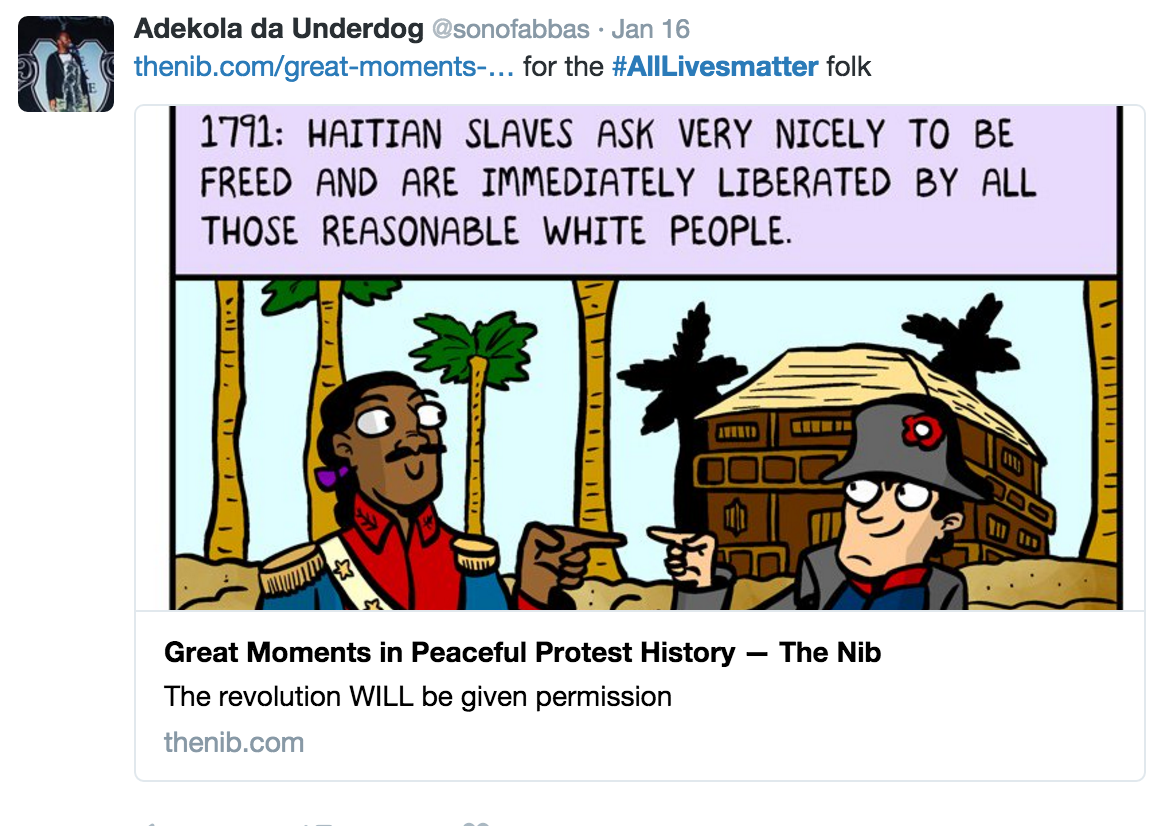 Adekola da Underdog @sonofabbas · Jan 16
thenib.com/great-moments-… for the #AllLivesmatter folk
1791: HAITIAN SLAVES ASK VERY NICELY TO BE
FREED AND ARE IMMEDIATELY LIBERATED BY ALL
THOSE REASONABLE WHITE PEOPLE.
Great Moments in Peaceful Protest History — The Nib
The revolution WILL be given permission
thenib.com